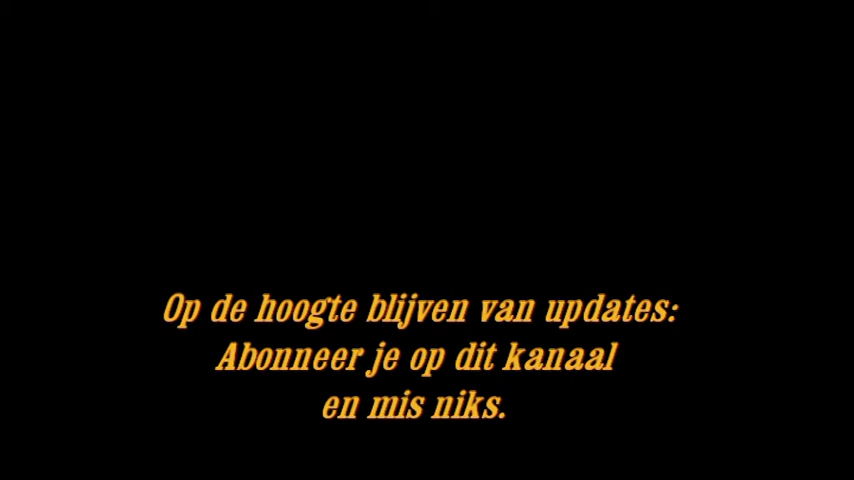 Op de hoogte blijven van updates:
Abonneer je op dit kanaal
en mis niks.